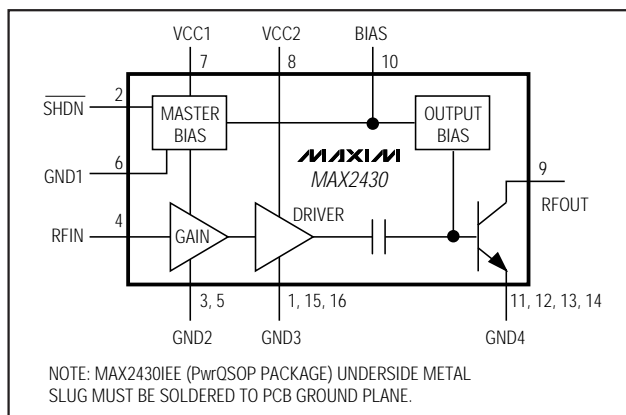 VCC1 VCC2 BIAS
7 8 10
2
SHDN
MASTER
BIAS
OUTPUT
BIAS
MAXIM
MAX2430
6
GND1
9
RFOUT
4
RFIN
GAIN
DRIVER
3, 5 1, 15, 16 11, 12, 13, 14
GND2 GND3 GND4
NOTE: MAX2430IEE (PwrQSOP PACKAGE) UNDERSIDE METAL
SLUG MUST BE SOLDERED TO PCB GROUND PLANE.